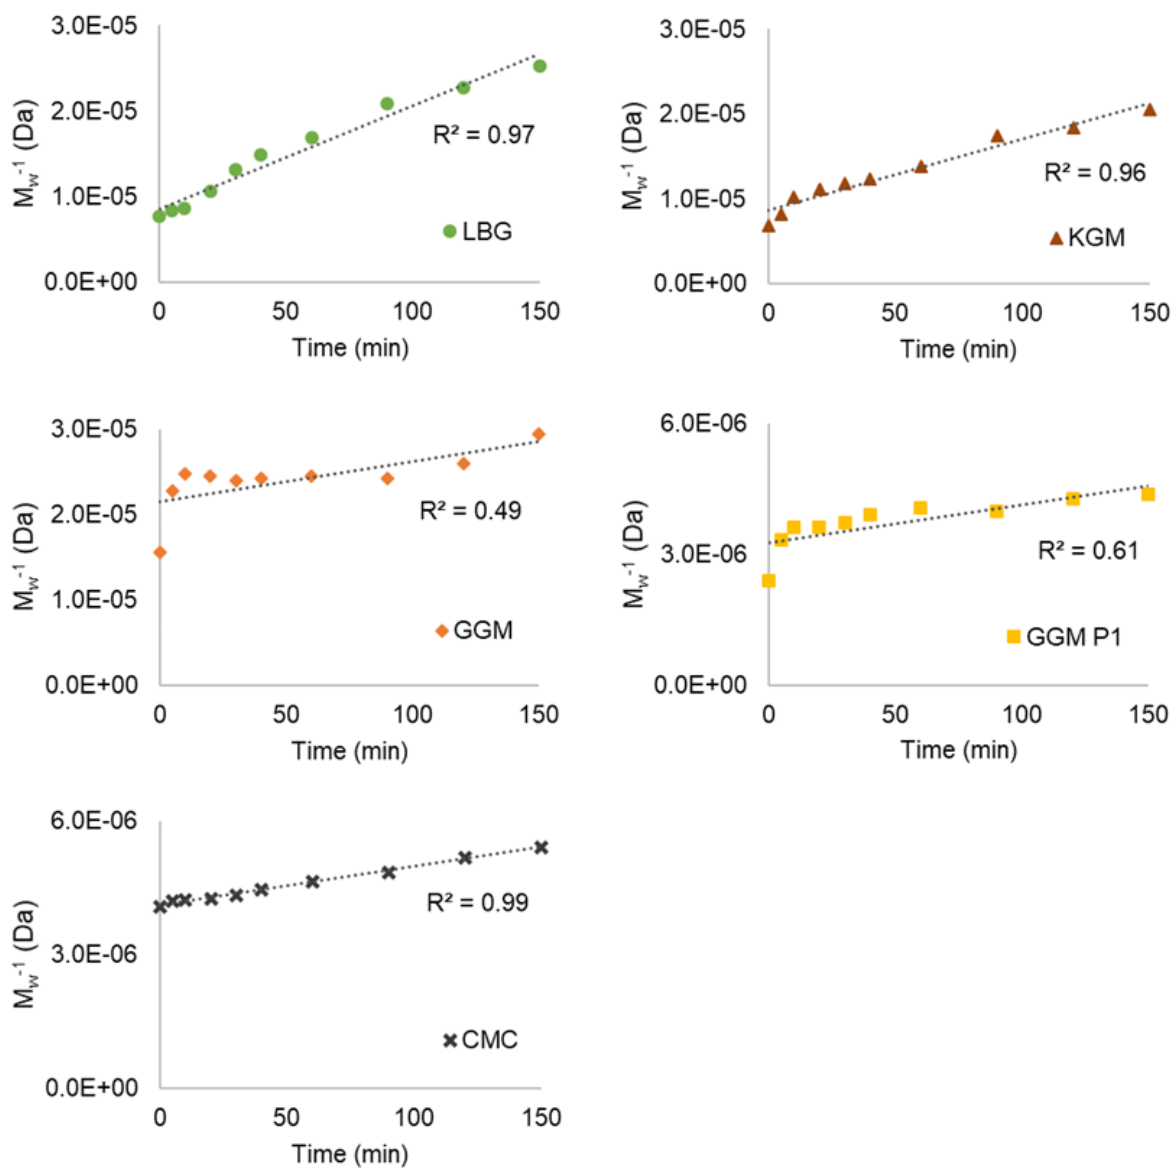 3.0E-05
2.0E-05
1.0E-05
0.0E+00
M_w^-1 (Da)
R² = 0.97
LBG
0 50 100 150
Time (min)
3.0E-05
2.0E-05
1.0E-05
0.0E+00
M_w^-1 (Da)
R² = 0.96
KGM
0 50 100 150
Time (min)
3.0E-05
2.0E-05
1.0E-05
0.0E+00
M_w^-1 (Da)
R² = 0.49
GGM
0 50 100 150
Time (min)
6.0E-06
3.0E-06
0.0E+00
M_w^-1 (Da)
R² = 0.61
GGM P1
0 50 100 150
Time (min)
6.0E-06
3.0E-06
0.0E+00
M_w^-1 (Da)
R² = 0.99
CMC
0 50 100 150
Time (min)